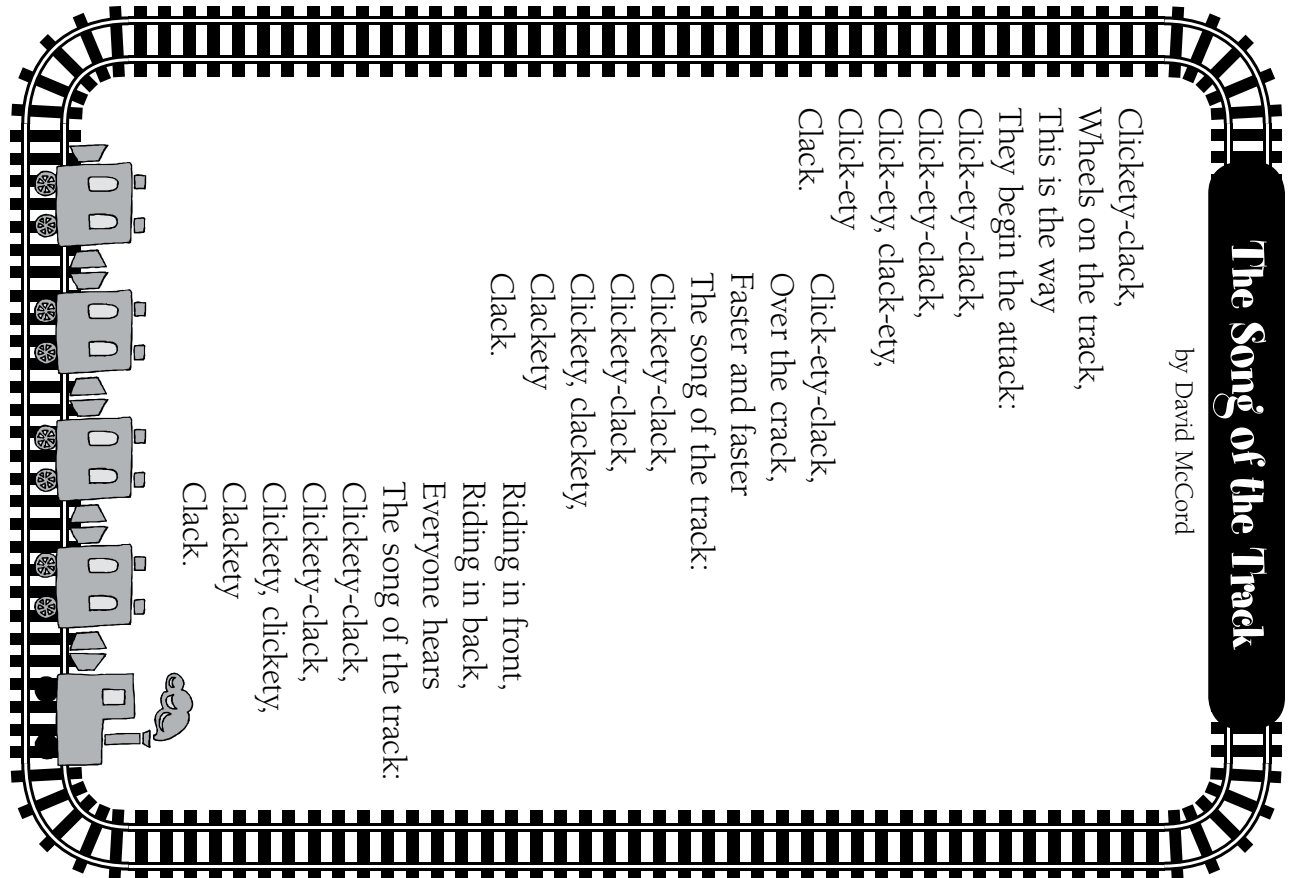 The Song of the Track
by David McCord
Clickety-clack,
Wheels on the track,
This is the way
They begin the attack:
Click-ety-clack,
Click-ety-clack,
Click-ety, clack-ety,
Click-ety
Clack.
Click-ety-clack,
Over the crack,
Faster and faster
The song of the track:
Clickety-clack,
Clickety-clack,
Clickety, clackety,
Clackety
Clack.
Riding in front,
Riding in back,
Everyone hears
The song of the track:
Clickety-clack,
Clickety-clack,
Clickety, clickety,
Clackety
Clack.